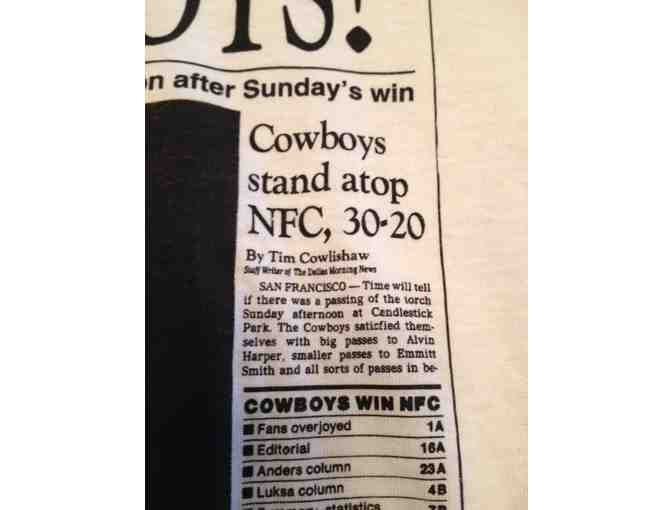 OYS!
n after Sunday's win
Cowboys
stand atop
NFC, 30-20
By Tim Cowlishaw
Staff Writer of The Dallas Morning News
SAN FRANCISCO — Time will tell
if there was a passing of the torch
Sunday afternoon at Candlestick
Park. The Cowboys satisfied them-
selves with big passes to Alvin
Harper, smaller passes to Emmitt
Smith and all sorts of passes in be-
COWBOYS WIN NFC
■ Fans overjoyed 1A
■ Editorial 16A
■ Anders column 23A
■ Luksa column 4B
statistics